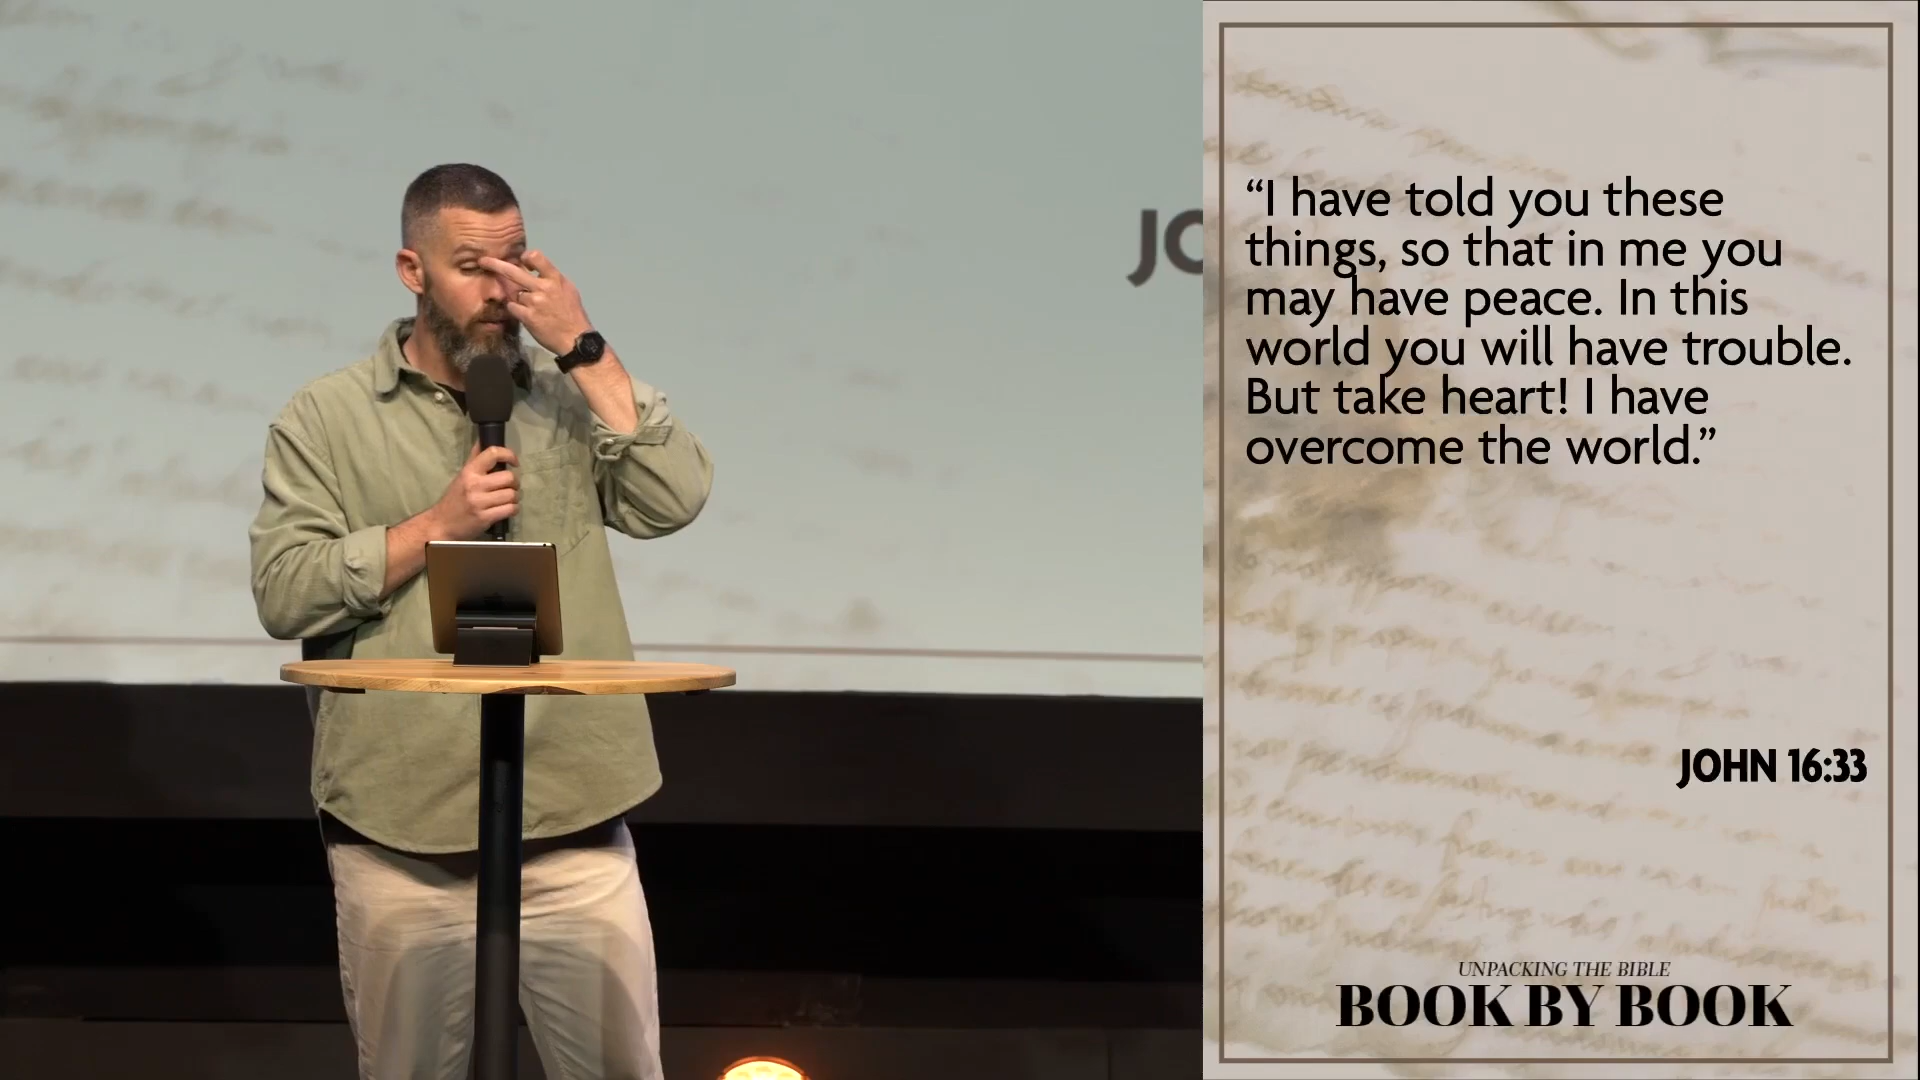 JO
“I have told you these
things, so that in me you
may have peace. In this
world you will have trouble.
But take heart! I have
overcome the world.”
JOHN 16:33
UNPACKING THE BIBLE
BOOK BY BOOK